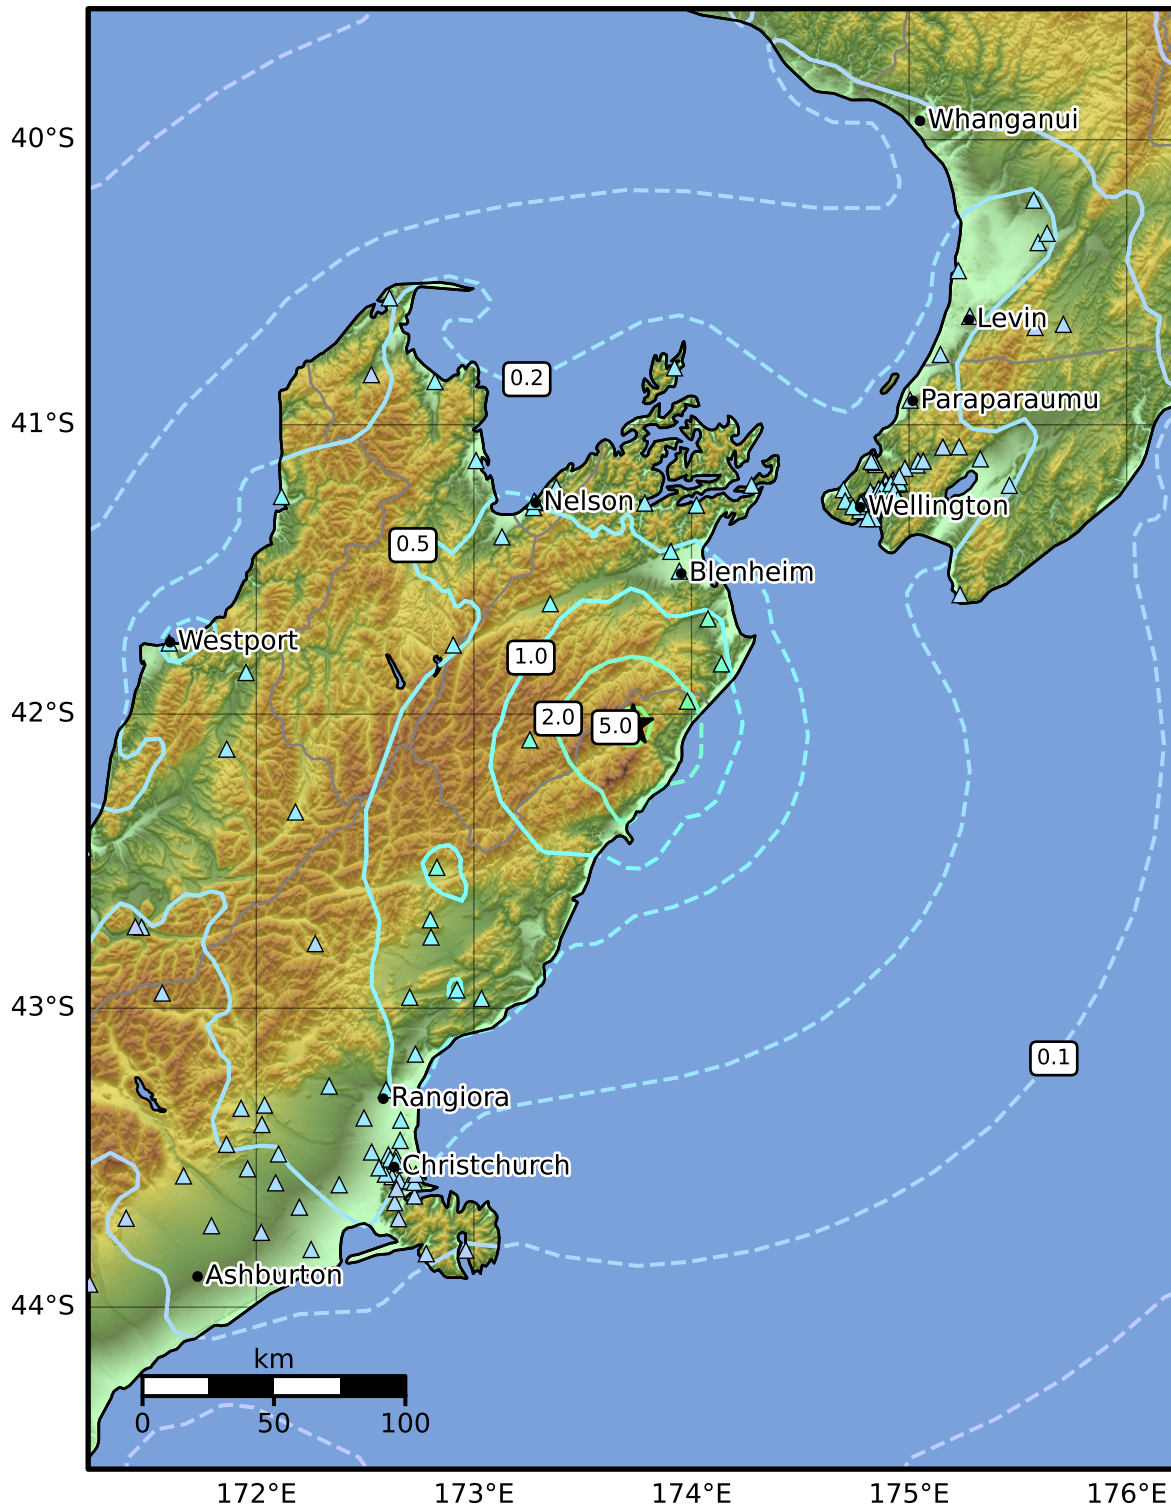 Whanganui
40°S
Levin
0.2
Paraparaumu
41°S
Nelson
Wellington
0.5
Blenheim
Westport
1.0
2.0
5.0
42°S
43°S
0.1
Rangiora
Christchurch
Ashburton
44°S
km
0 50 100
172°E 173°E 174°E 175°E 176°E